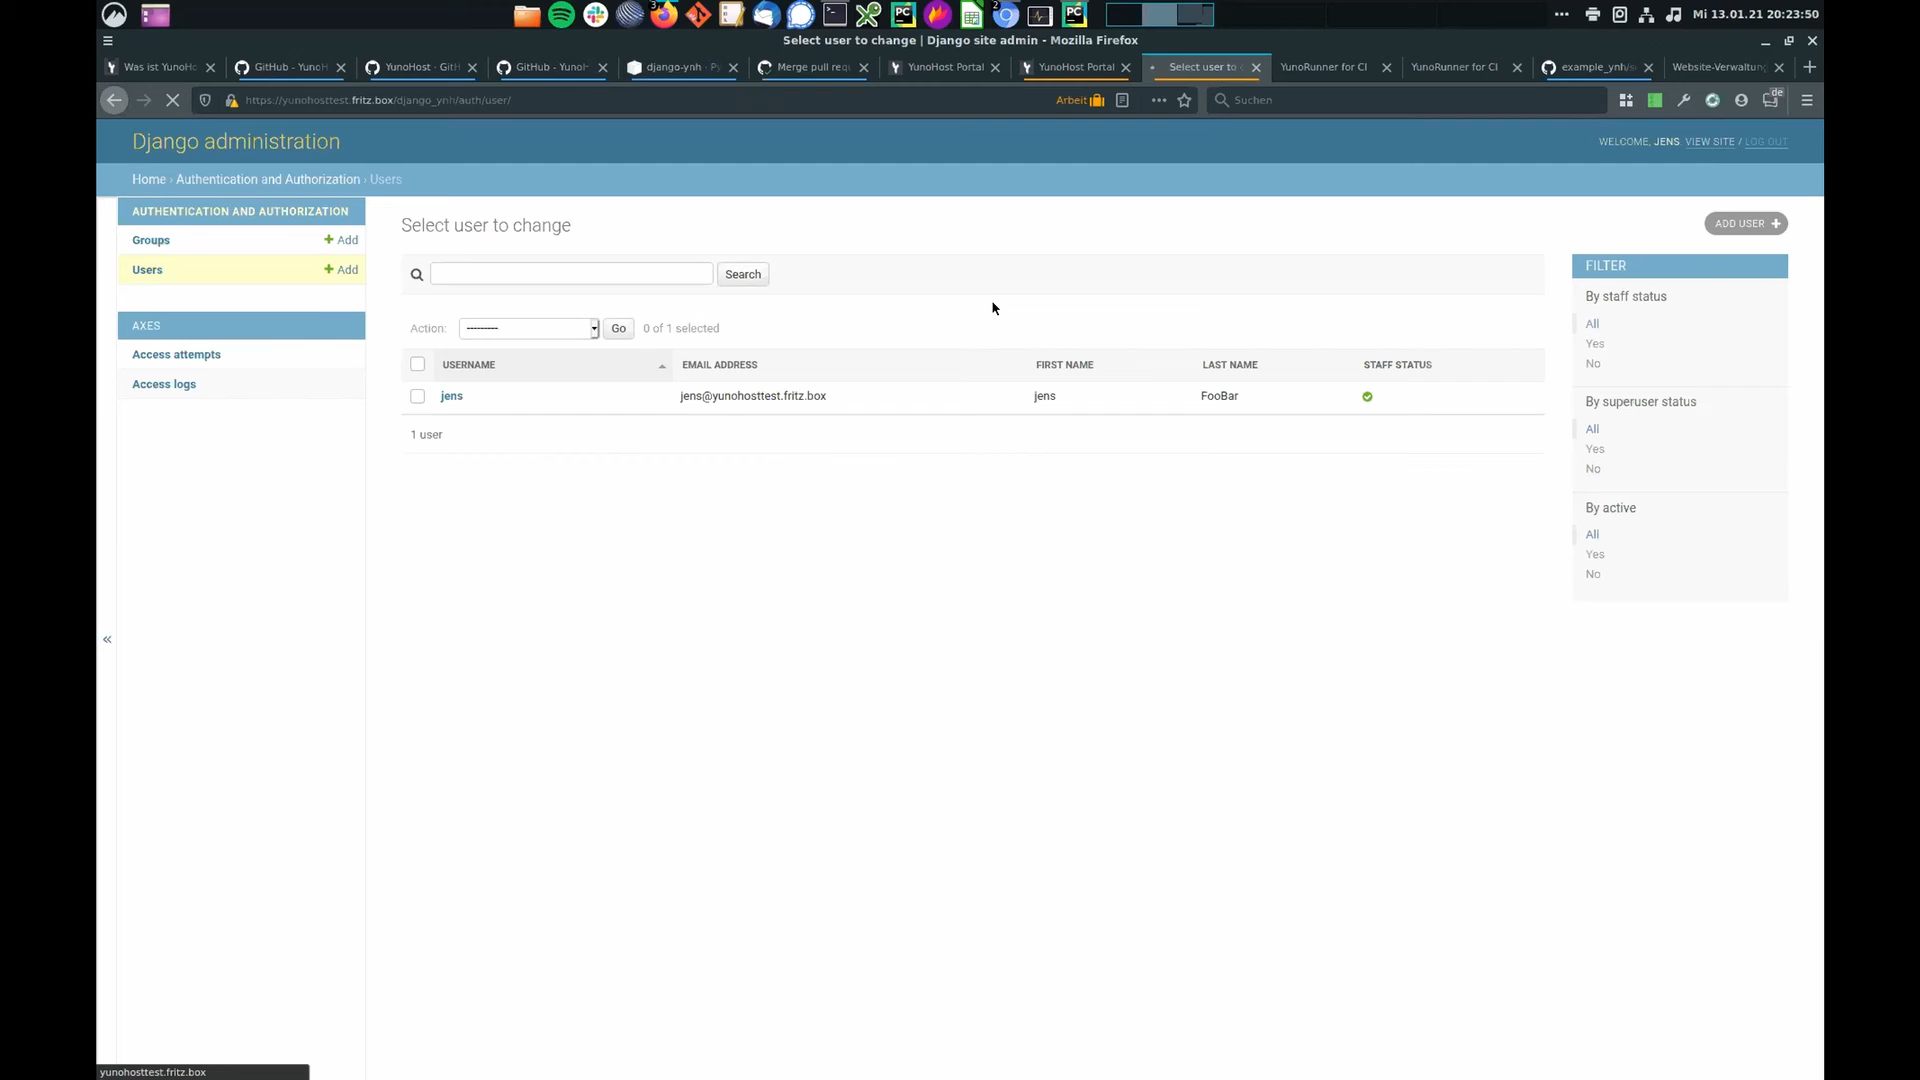 Mi 13.01.21 20:23:50
Select user to change | Django site admin - Mozilla Firefox
Was ist YunoHo
GitHub - YunoH
YunoHost · GitH
GitHub - YunoH
django-ynh · Py
Merge pull requ
YunoHost Portal
YunoHost Portal
Select user to c
YunoRunner for CI
YunoRunner for CI
example_ynh/s
Website-Verwaltun
https://yunohosttest.fritz.box/django_ynh/auth/user/
Arbeit
Suchen
de
Django administration
WELCOME, JENS. VIEW SITE / LOG OUT
Home › Authentication and Authorization › Users
AUTHENTICATION AND AUTHORIZATION
Groups + Add
Users + Add
AXES
Access attempts
Access logs
«
Select user to change
ADD USER +
Search
Action: --------- Go 0 of 1 selected
USERNAME EMAIL ADDRESS FIRST NAME LAST NAME STAFF STATUS
jens jens@yunohosttest.fritz.box jens FooBar
1 user
FILTER
By staff status
All
Yes
No
By superuser status
All
Yes
No
By active
All
Yes
No
yunohosttest.fritz.box